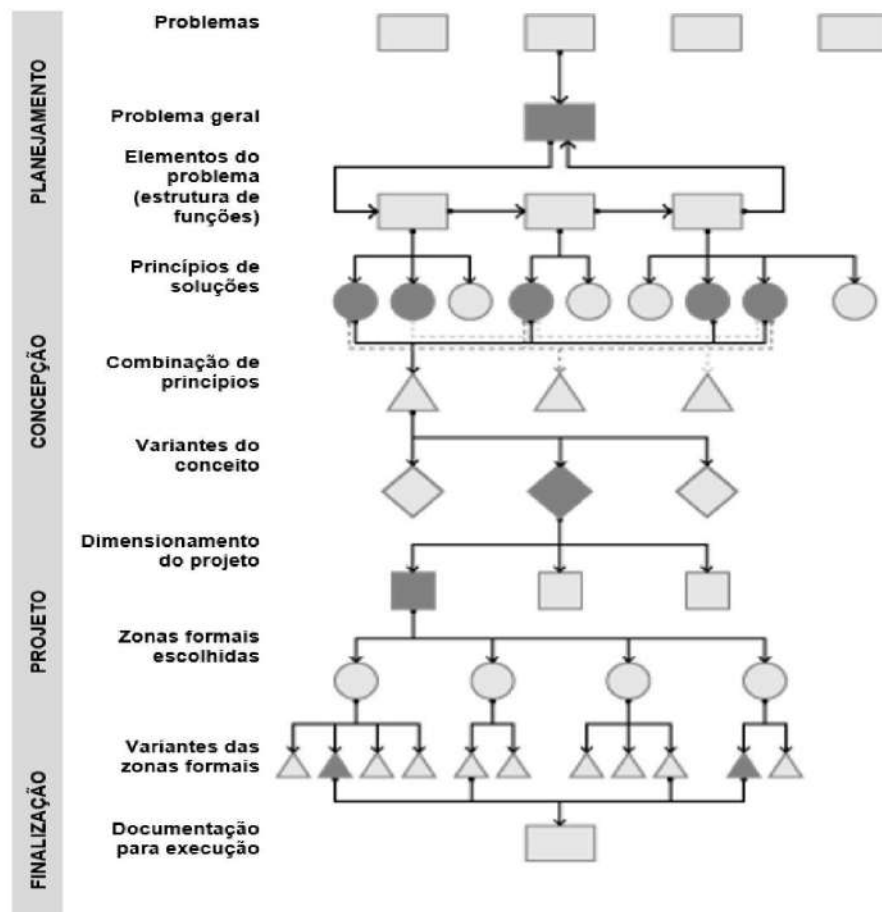 PLANEJAMENTO
Problemas
Problema geral
Elementos do
problema
(estrutura de
funções)
CONCEPÇÃO
Princípios de
soluções
Combinação de
princípios
Variantes do
conceito
PROJETO
Dimensionamento
do projeto
Zonas formais
escolhidas
FINALIZAÇÃO
Variantes das
zonas formais
Documentação
para execução